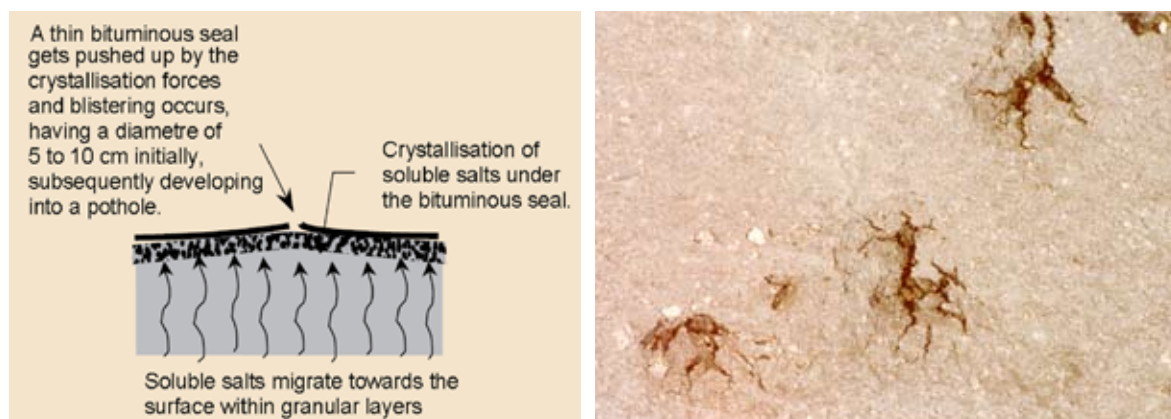 A thin bituminous seal
gets pushed up by the
crystallisation forces
and blistering occurs,
having a diametre of
5 to 10 cm initially,
subsequently developing
into a pothole.
Crystallisation of
soluble salts under
the bituminous seal.
Soluble salts migrate towards the
surface within granular layers